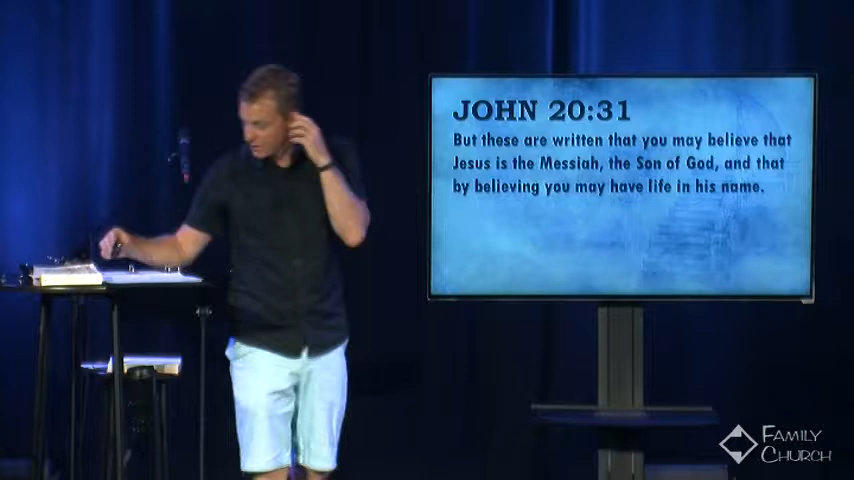 JOHN 20:31
But these are written that you may believe that
Jesus is the Messiah, the Son of God, and that
by believing you may have life in his name.
FAMILY
CHURCH